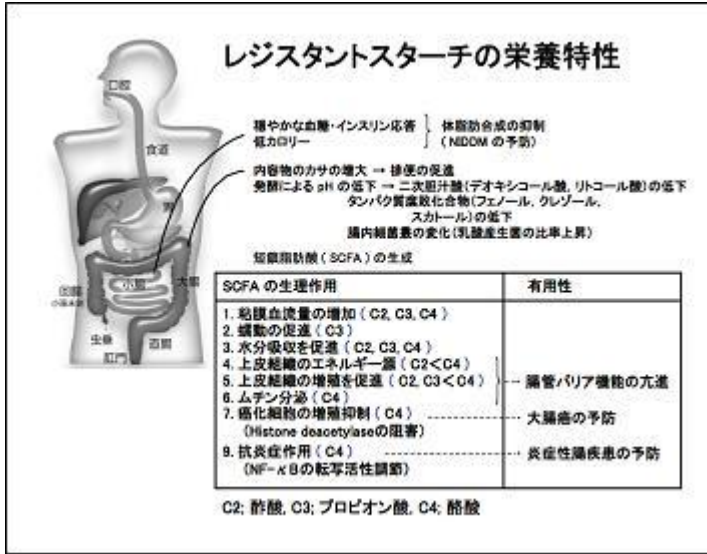 レジスタントスターチの栄養特性
口腔
食道
胃
小腸
大腸
回腸
虫垂
直腸
肛門
穏やかな血糖・インスリン応答
低カロリー
体脂肪合成の抑制
(NIDDMの予防)
内容物のカサの増大 → 排便の促進
発酵による pH の低下 → 二次胆汁酸(デオキシコール酸, リトコール酸)の低下
タンパク質腐敗化合物(フェノール, クレゾール,
スカトール)の低下
腸内細菌叢の変化(乳酸産生菌の比率上昇)
短鎖脂肪酸(SCFA)の生成
SCFA の生理作用
有用性
1. 粘膜血流量の増加(C2, C3, C4)
2. 蠕動の促進(C3)
3. 水分吸収を促進(C2, C3, C4)
4. 上皮組織のエネルギー源(C2<C4)
5. 上皮組織の増殖を促進(C2, C3<C4)
6. ムチン分泌(C4)
腸管バリア機能の亢進
7. 癌化細胞の増殖抑制(C4)
(Histone deacetylaseの阻害)
大腸癌の予防
9. 抗炎症作用(C4)
(NF-κBの転写活性調節)
炎症性腸疾患の予防
C2; 酢酸, C3; プロピオン酸, C4; 酪酸